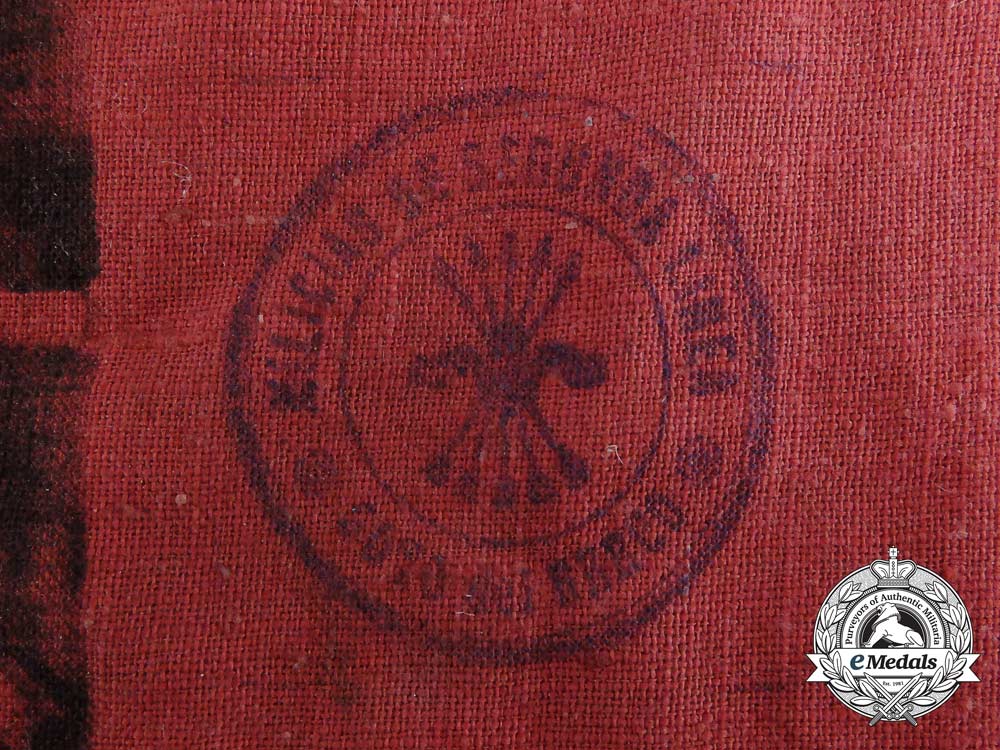 MILICIAS DE SEGUNDA LINEA
Purveyors of Authentic Militaria
eMedals
Est. 1981